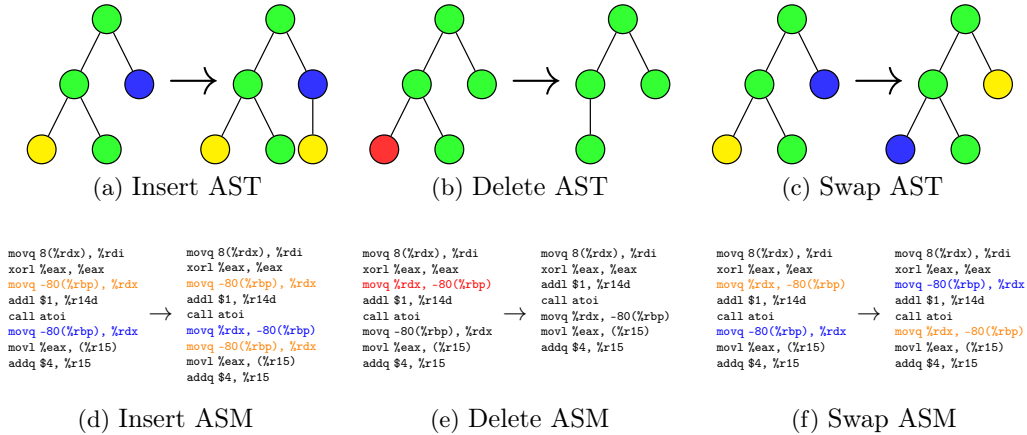 (a) Insert AST
(b) Delete AST
(c) Swap AST
movq 8(%rdx), %rdi
xorl %eax, %eax
movq -80(%rbp), %rdx
addl $1, %r14d
call atoi
movq -80(%rbp), %rdx
movl %eax, (%r15)
addq $4, %r15
movq 8(%rdx), %rdi
xorl %eax, %eax
movq -80(%rbp), %rdx
addl $1, %r14d
call atoi
movq %rdx, -80(%rbp)
movq -80(%rbp), %rdx
movl %eax, (%r15)
addq $4, %r15
(d) Insert ASM
movq 8(%rdx), %rdi
xorl %eax, %eax
movq %rdx, -80(%rbp)
addl $1, %r14d
call atoi
movq -80(%rbp), %rdx
movl %eax, (%r15)
addq $4, %r15
movq 8(%rdx), %rdi
xorl %eax, %eax
addl $1, %r14d
call atoi
movq %rdx, -80(%rbp)
movl %eax, (%r15)
addq $4, %r15
(e) Delete ASM
movq 8(%rdx), %rdi
xorl %eax, %eax
movq %rdx, -80(%rbp)
addl $1, %r14d
call atoi
movq -80(%rbp), %rdx
movl %eax, (%r15)
addq $4, %r15
movq 8(%rdx), %rdi
xorl %eax, %eax
movq -80(%rbp), %rdx
addl $1, %r14d
call atoi
movq %rdx, -80(%rbp)
movl %eax, (%r15)
addq $4, %r15
(f) Swap ASM